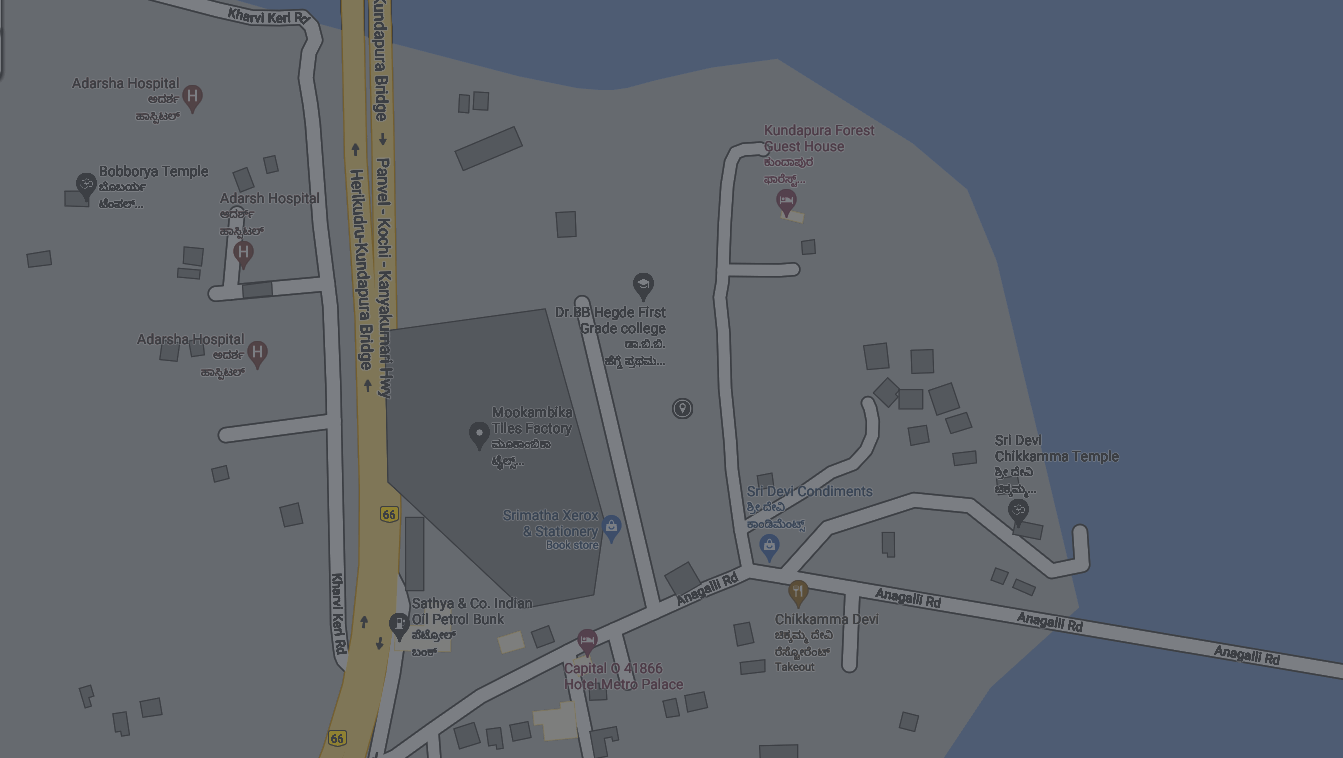 Kharvi Keri Rd
Kundapura Bridge
Adarsha Hospital
ಆದರ್ಶ
ಹಾಸ್ಪಿಟಲ್
Kundapura Forest
Guest House
ಕುಂದಾಪುರ
ಫಾರೆಸ್ಟ್...
Bobborya Temple
ಬೊಬರ್ಯ
ಟೆಂಪಲ್...
Adarsh Hospital
ಆದರ್ಶ್
ಹಾಸ್ಪಿಟಲ್
Herikudru-Kundapura Bridge
Panvel - Kochi - Kanyakumari Hwy
Dr.BB Hegde First
Grade college
ಡಾ.ಬಿ.ಬಿ.
ಹೆಗ್ಡೆ ಪ್ರಥಮ...
Adarsha Hospital
ಆದರ್ಶ
ಹಾಸ್ಪಿಟಲ್
Mookambika
Tiles Factory
ಮೂಕಾಂಬಿಕಾ
ಟೈಲ್ಸ್...
Sri Devi
Chikkamma Temple
ಶ್ರೀ ದೇವಿ
ಚಿಕ್ಕಮ್ಮ...
Sri Devi Condiments
ಶ್ರೀ ದೇವಿ
ಕಾಂಡಿಮೆಂಟ್ಸ್
66
Srimatha Xerox
& Stationery
Book store
Kharvi Keri Rd
Sathya & Co. Indian
Oil Petrol Bunk
ಪೆಟ್ರೋಲ್
ಬಂಕ್
Anagalli Rd
Anagalli Rd
Chikkamma Devi
ಚಿಕ್ಕಮ್ಮ ದೇವಿ
ರೆಸ್ಟೋರೆಂಟ್
Takeout
Anagalli Rd
Anagalli Rd
Capital O 41866
Hotel Metro Palace
66